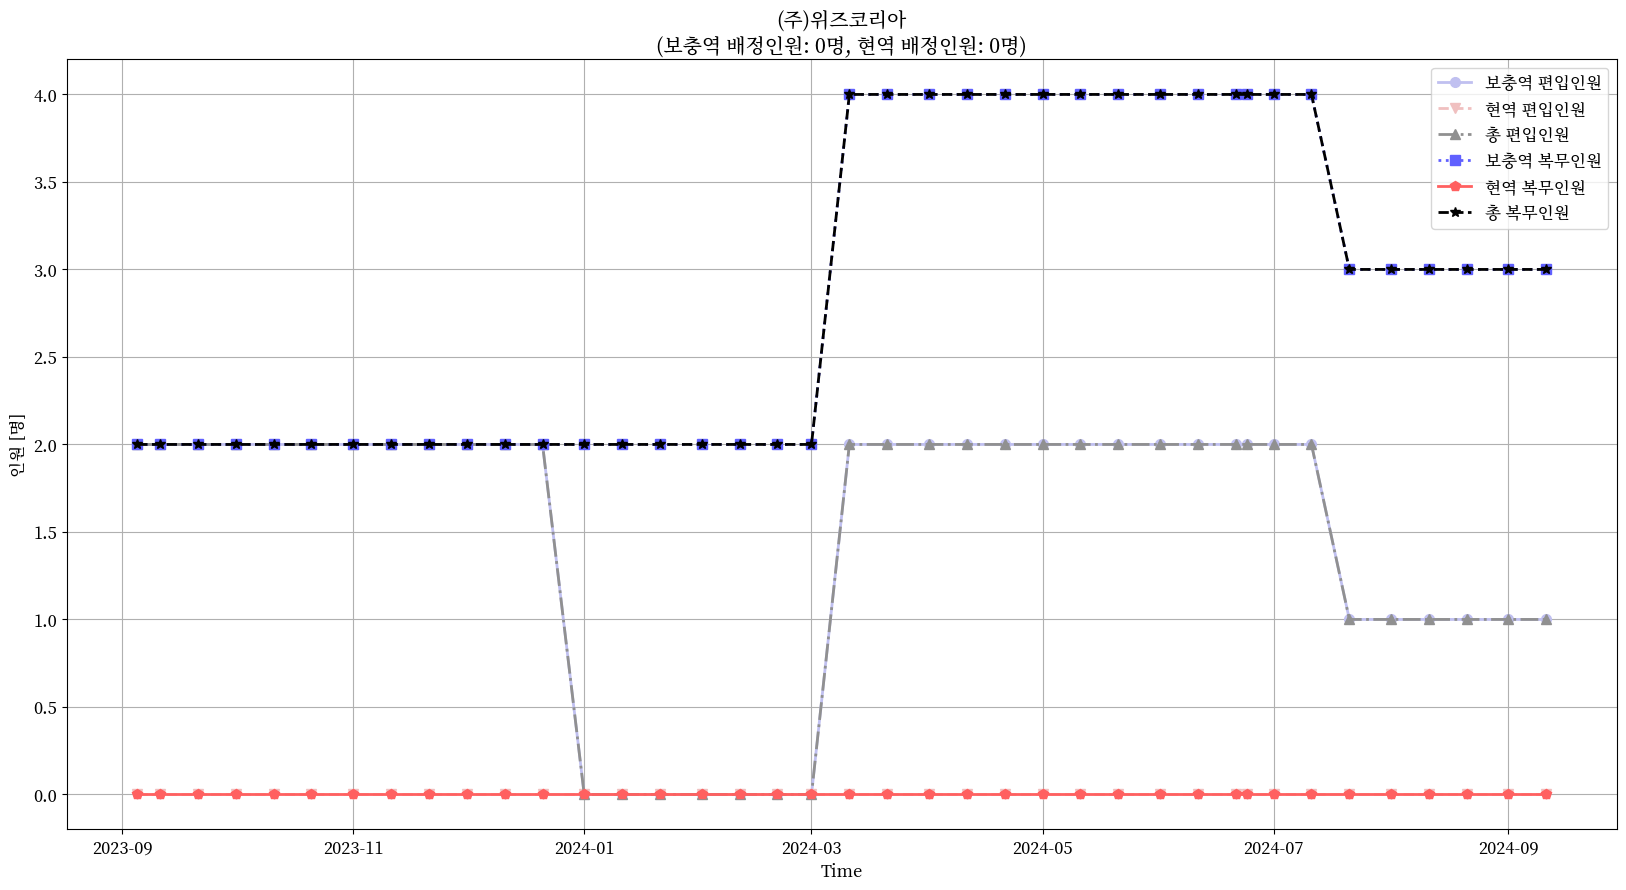 (주)위즈코리아
(보충역 배정인원: 0명, 현역 배정인원: 0명)
보충역 편입인원
현역 편입인원
총 편입인원
보충역 복무인원
현역 복무인원
총 복무인원
인원 [명]
4.0
3.5
3.0
2.5
2.0
1.5
1.0
0.5
0.0
2023-09 2023-11 2024-01 2024-03 2024-05 2024-07 2024-09
Time